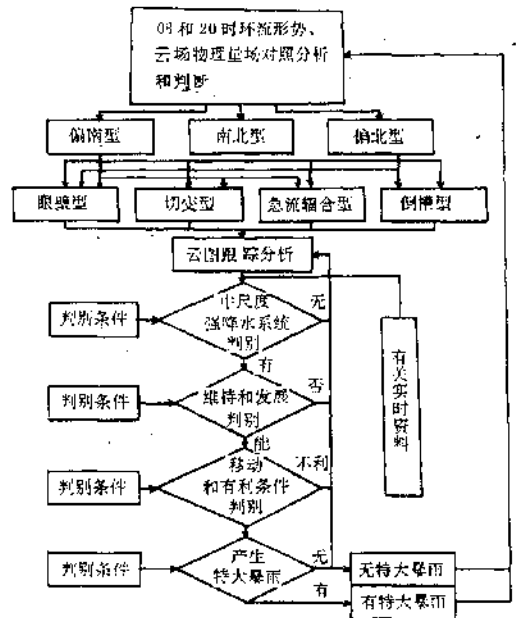 08和20时环流形势、
云场物理量场对照分析
和判断
偏南型
南北型
偏北型
眼壁型
切变型
急流辐合型
倒槽型
云图跟踪分析
判别条件
中尺度
强降水系统
判别
无
有
判别条件
维持和发展
判别
否
能
判别条件
移动
和有利条件
判别
不利
判别条件
产生
特大暴雨
无
有
无特大暴雨
有特大暴雨
有关实时资料